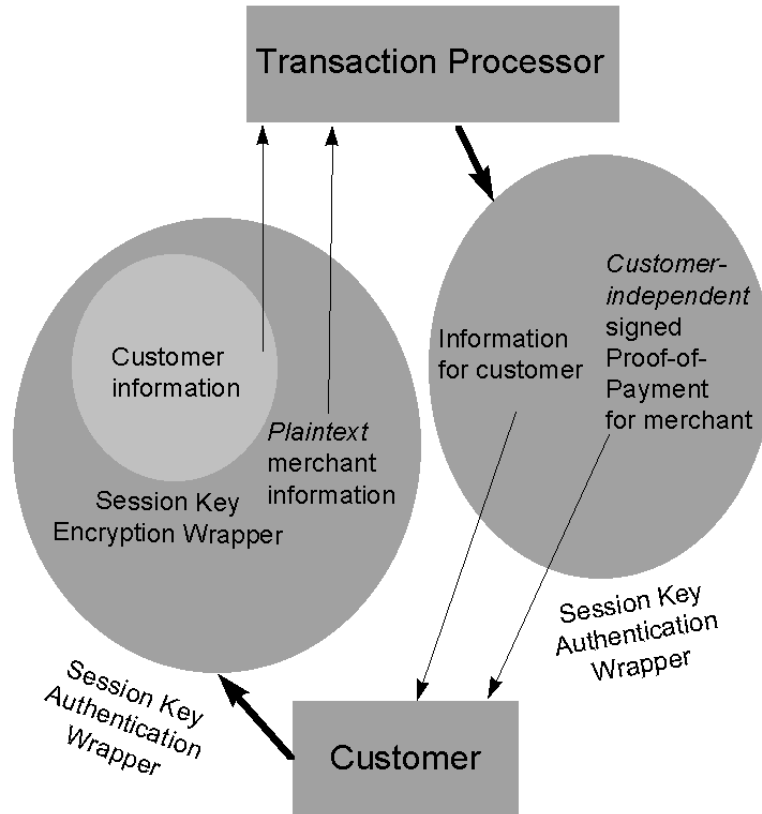 Transaction Processor
Customer
information
Plaintext
merchant
information
Session Key
Encryption Wrapper
Session Key
Authentication
Wrapper
Information
for customer
Customer-
independent
signed
Proof-of-
Payment
for merchant
Session Key
Authentication
Wrapper
Customer